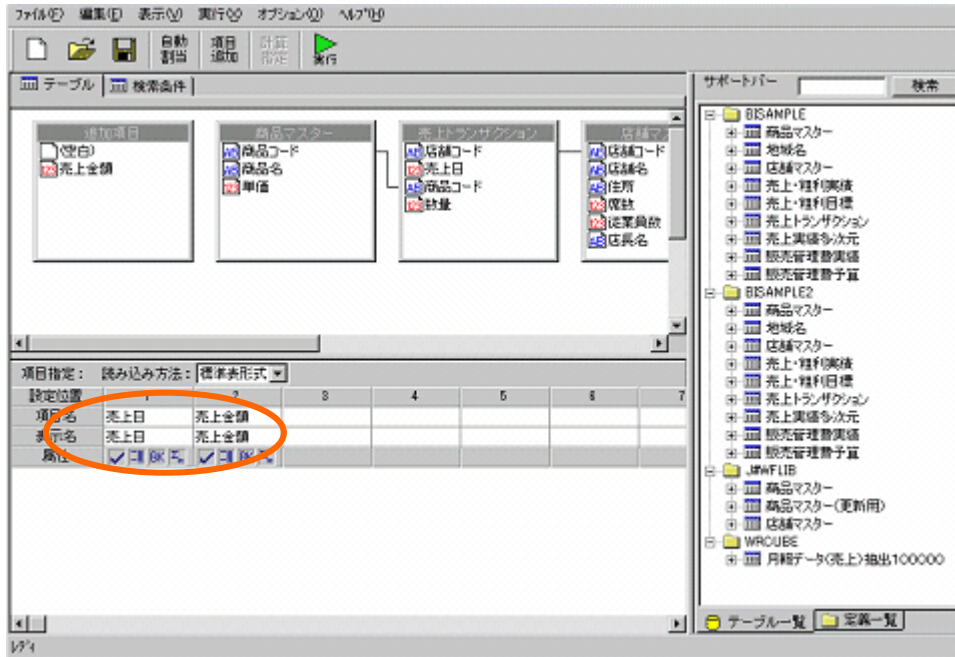 ファイル(F) 編集(E) 表示(V) 実行(X) オプション(O) ヘルプ(H)
自動割当 項目追加 計算指定 実行
テーブル 検索条件
サポートバー 検索
追加項目
(空白)
売上金額
商品マスター
商品コード
商品名
単価
売上トランザクション
店舗コード
売上日
商品コード
数量
店舗マス
店舗コード
店舗名
住所
席数
従業員数
店長名
項目指定： 読み込み方法： 標準表形式
設定位置 1 2 3 4 5 6 7
項目名 売上日 売上金額
表示名 売上日 売上金額
属性
BISAMPLE
商品マスター
地域名
店舗マスター
売上・粗利実績
売上・粗利目標
売上トランザクション
売上実績多次元
販売管理費実績
販売管理費予算
BISAMPLE2
商品マスター
地域名
店舗マスター
売上・粗利実績
売上・粗利目標
売上トランザクション
売上実績多次元
販売管理費実績
販売管理費予算
J#WFLIB
商品マスター
商品マスター(更新用)
店舗マスター
WRCUBE
月報データ(売上)抽出100000
テーブル一覧 定義一覧
レディ